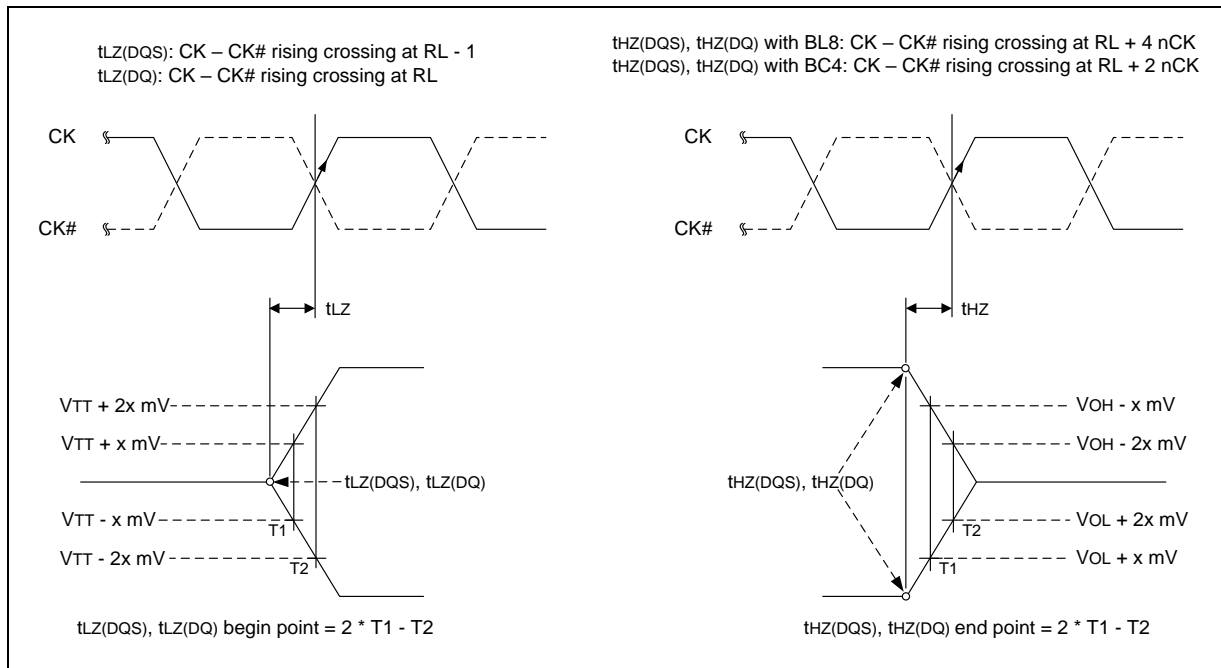 tLZ(DQS): CK – CK# rising crossing at RL - 1
tLZ(DQ): CK – CK# rising crossing at RL
CK
CK#
tLZ
VTT + 2x mV
VTT + x mV
tLZ(DQS), tLZ(DQ)
VTT - x mV
T1
VTT - 2x mV
T2
tLZ(DQS), tLZ(DQ) begin point = 2 * T1 - T2
tHZ(DQS), tHZ(DQ) with BL8: CK – CK# rising crossing at RL + 4 nCK
tHZ(DQS), tHZ(DQ) with BC4: CK – CK# rising crossing at RL + 2 nCK
CK
CK#
tHZ
VOH - x mV
VOH - 2x mV
tHZ(DQS), tHZ(DQ)
VOL + 2x mV
T2
VOL + x mV
T1
tHZ(DQS), tHZ(DQ) end point = 2 * T1 - T2